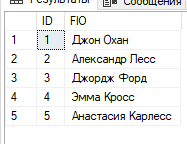 Результаты Сообщения
ID FIO
1 1 Джон Охан
2 2 Александр Лесс
3 3 Джордж Форд
4 4 Эмма Кросс
5 5 Анастасия Карлесс